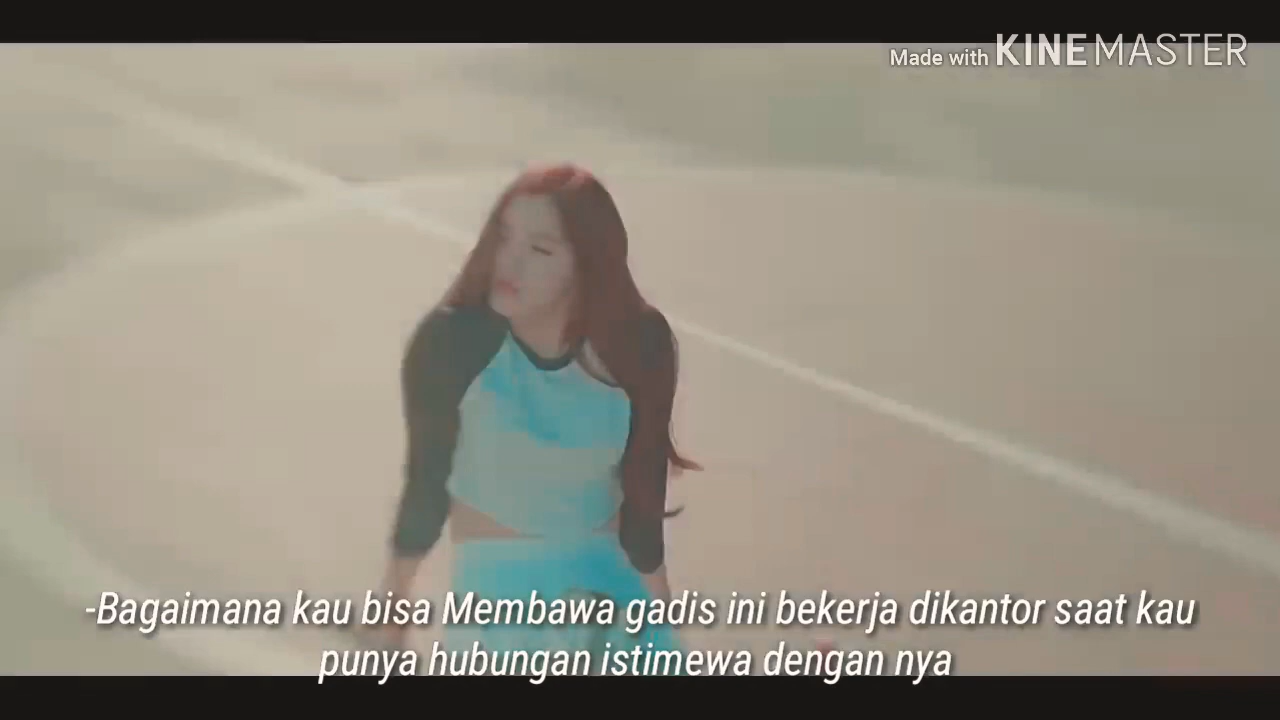 Made with KINEMASTER
-Bagaimana kau bisa Membawa gadis ini bekerja dikantor saat kau
punya hubungan istimewa dengan nya